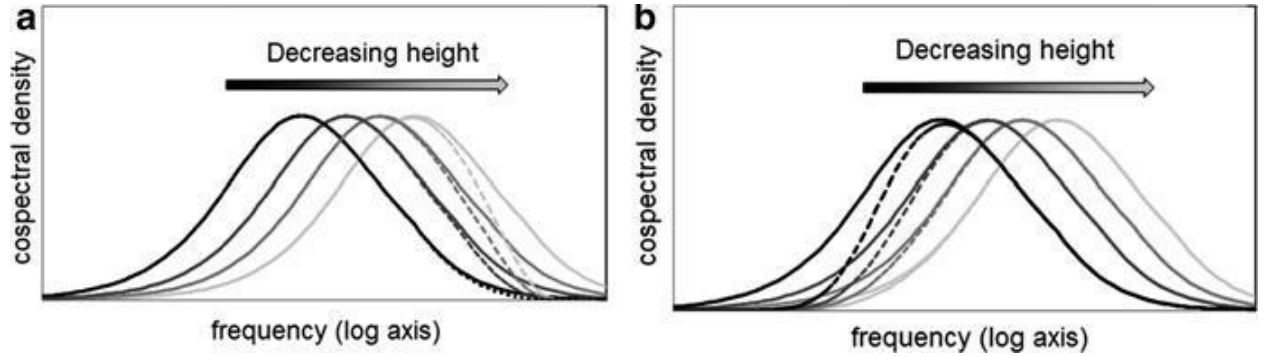 a
Decreasing height
cospectral density
frequency (log axis)
b
Decreasing height
cospectral density
frequency (log axis)